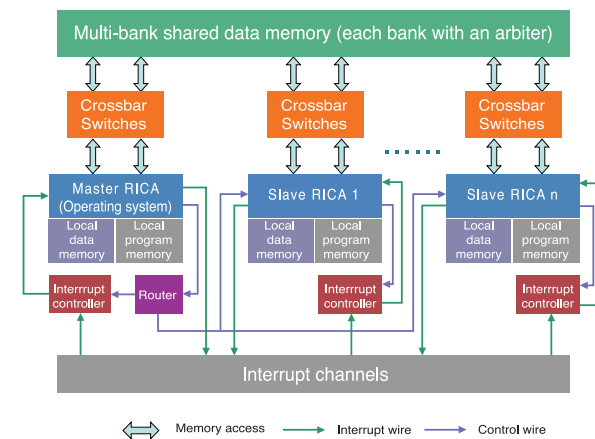 Multi-bank shared data memory (each bank with an arbiter)
Crossbar
Switches
Crossbar
Switches
Crossbar
Switches
Master RICA
(Operating system)
Slave RICA 1
Slave RICA n
Local
data
memory
Local
program
memory
Local
data
memory
Local
program
memory
Local
data
memory
Local
program
memory
Interrrupt
controller
Router
Interrrupt
controller
Interrrupt
controller
Interrupt channels
Memory access
Interrupt wire
Control wire